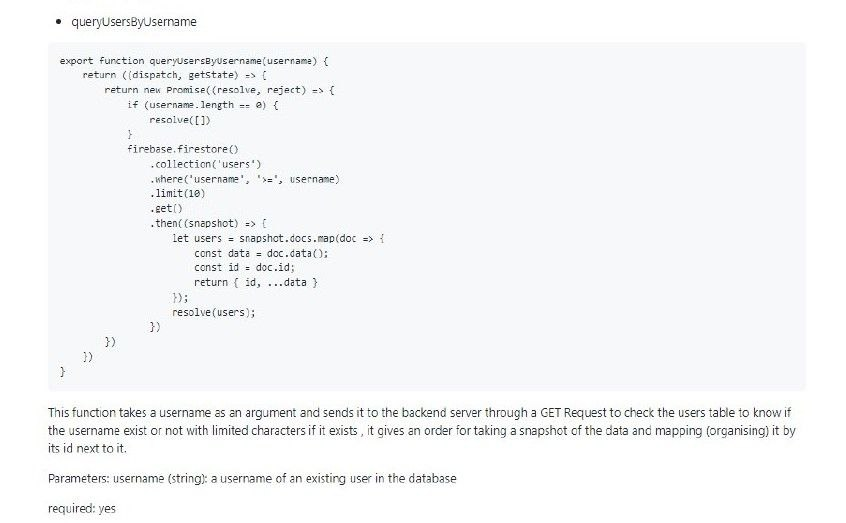 • queryUsersByUsername
export function queryUsersByUsername(username) {
    return ((dispatch, getState) => {
        return new Promise((resolve, reject) => {
            if (username.length == 0) {
                resolve([])
            }
            firebase.firestore()
                .collection('users')
                .where('username', '>=', username)
                .limit(10)
                .get()
                .then((snapshot) => {
                    let users = snapshot.docs.map(doc => {
                        const data = doc.data();
                        const id = doc.id;
                        return { id, ...data }
                    });
                    resolve(users);
                })
        })
    })
}
This function takes a username as an argument and sends it to the backend server through a GET Request to check the users table to know if
the username exist or not with limited characters if it exists , it gives an order for taking a snapshot of the data and mapping (organising) it by
its id next to it.
Parameters: username (string): a username of an existing user in the database
required: yes